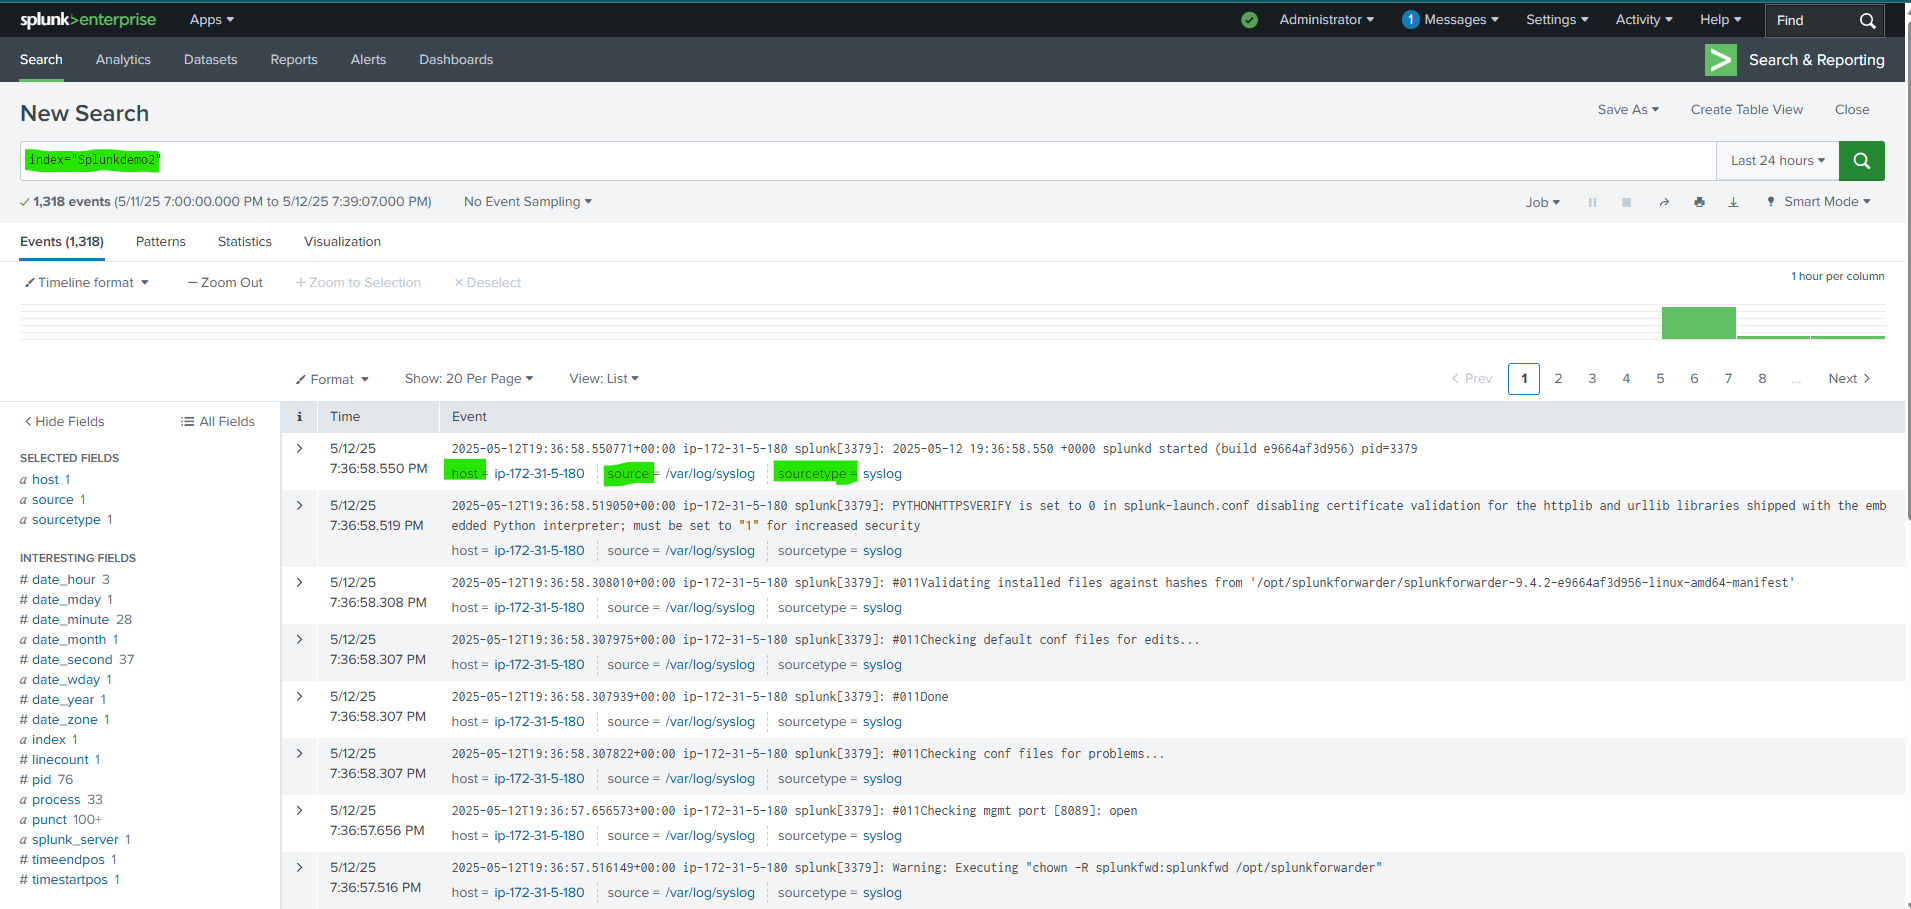 splunk>enterprise Apps Administrator 1 Messages Settings Activity Help Find
Search Analytics Datasets Reports Alerts Dashboards Search & Reporting
New Search Save As Create Table View Close
index="Splunkdemo2" Last 24 hours
1,318 events (5/11/25 7:00:00.000 PM to 5/12/25 7:39:07.000 PM) No Event Sampling Job Smart Mode
Events (1,318) Patterns Statistics Visualization
Timeline format — Zoom Out + Zoom to Selection × Deselect 1 hour per column
Format Show: 20 Per Page View: List < Prev 1 2 3 4 5 6 7 8 ... Next >
< Hide Fields All Fields
SELECTED FIELDS
a host 1
a source 1
a sourcetype 1
INTERESTING FIELDS
# date_hour 3
# date_mday 1
# date_minute 28
a date_month 1
# date_second 37
a date_wday 1
# date_year 1
# date_zone 1
a index 1
# linecount 1
# pid 76
a process 33
a punct 100+
a splunk_server 1
# timeendpos 1
# timestartpos 1
i Time Event
> 5/12/25 2025-05-12T19:36:58.550771+00:00 ip-172-31-5-180 splunk[3379]: 2025-05-12 19:36:58.550 +0000 splunkd started (build e9664af3d956) pid=3379
7:36:58.550 PM host = ip-172-31-5-180 source = /var/log/syslog sourcetype = syslog
> 5/12/25 2025-05-12T19:36:58.519050+00:00 ip-172-31-5-180 splunk[3379]: PYTHONHTTPSVERIFY is set to 0 in splunk-launch.conf disabling certificate validation for the httplib and urllib libraries shipped with the emb
7:36:58.519 PM edded Python interpreter; must be set to "1" for increased security
host = ip-172-31-5-180 source = /var/log/syslog sourcetype = syslog
> 5/12/25 2025-05-12T19:36:58.308010+00:00 ip-172-31-5-180 splunk[3379]: #011Validating installed files against hashes from '/opt/splunkforwarder/splunkforwarder-9.4.2-e9664af3d956-linux-amd64-manifest'
7:36:58.308 PM host = ip-172-31-5-180 source = /var/log/syslog sourcetype = syslog
> 5/12/25 2025-05-12T19:36:58.307975+00:00 ip-172-31-5-180 splunk[3379]: #011Checking default conf files for edits...
7:36:58.307 PM host = ip-172-31-5-180 source = /var/log/syslog sourcetype = syslog
> 5/12/25 2025-05-12T19:36:58.307939+00:00 ip-172-31-5-180 splunk[3379]: #011Done
7:36:58.307 PM host = ip-172-31-5-180 source = /var/log/syslog sourcetype = syslog
> 5/12/25 2025-05-12T19:36:58.307822+00:00 ip-172-31-5-180 splunk[3379]: #011Checking conf files for problems...
7:36:58.307 PM host = ip-172-31-5-180 source = /var/log/syslog sourcetype = syslog
> 5/12/25 2025-05-12T19:36:57.656573+00:00 ip-172-31-5-180 splunk[3379]: #011Checking mgmt port [8089]: open
7:36:57.656 PM host = ip-172-31-5-180 source = /var/log/syslog sourcetype = syslog
> 5/12/25 2025-05-12T19:36:57.516149+00:00 ip-172-31-5-180 splunk[3379]: Warning: Executing "chown -R splunkfwd:splunkfwd /opt/splunkforwarder"
7:36:57.516 PM host = ip-172-31-5-180 source = /var/log/syslog sourcetype = syslog